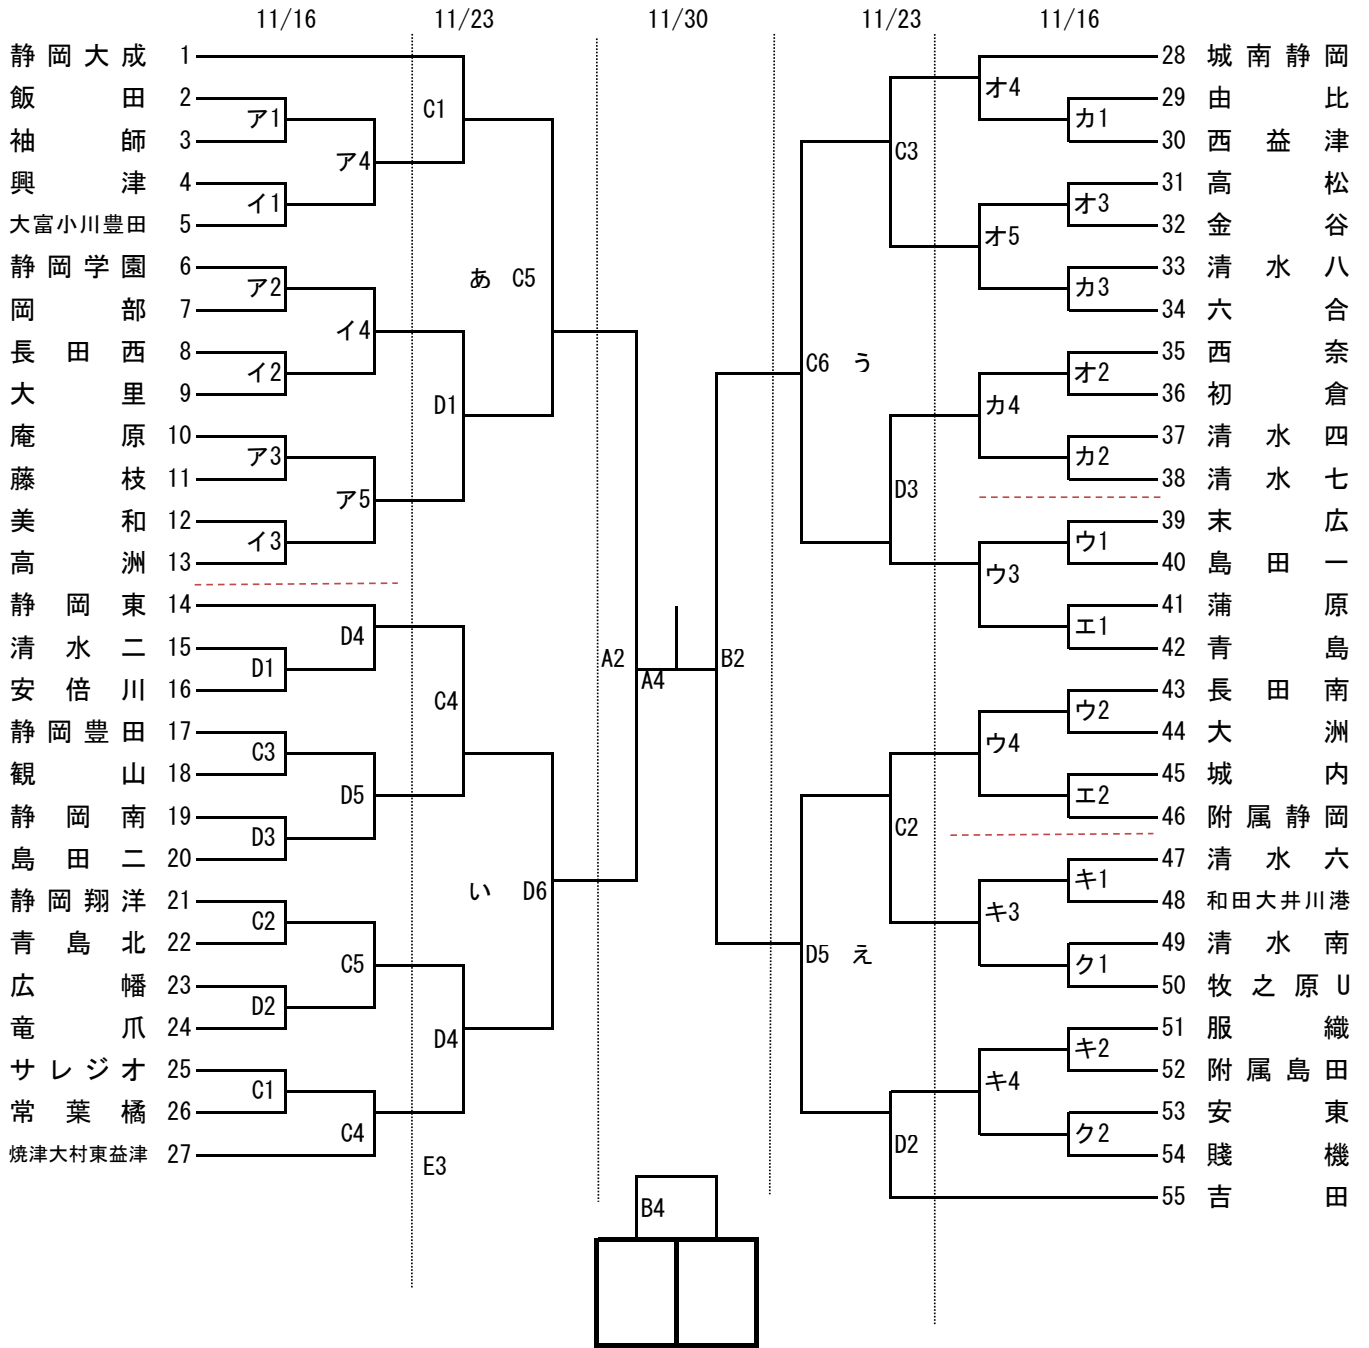 11/16 11/23 11/30 11/23 11/16
静岡大成 1
飯田 2
袖師 3
興津 4
大富小川豊田 5
静岡学園 6
岡部 7
長田西 8
大里 9
庵原 10
藤枝 11
美和 12
高洲 13
静岡東 14
清水二 15
安倍川 16
静岡豊田 17
観山 18
静岡南 19
島田二 20
静岡翔洋 21
青島北 22
広幡 23
竜爪 24
サレジオ 25
常葉橘 26
焼津大村東益津 27
ア1
イ1
ア2
イ2
ア3
イ3
D1
C3
D3
C2
D2
C1
ア4
イ4
ア5
D4
D5
C5
C4
C1
D1
C4
D4
E3
あ C5
い D6
A2
A4
B2
B4
C6 う
D5 え
C3
D3
C2
D2
オ4
オ5
カ4
ウ3
ウ4
キ3
キ4
カ1
オ3
カ3
オ2
カ2
ウ1
エ1
ウ2
エ2
キ1
ク1
キ2
ク2
28 城南静岡
29 由比
30 西益津
31 高松
32 金谷
33 清水八
34 六合
35 西奈
36 初倉
37 清水四
38 清水七
39 末広
40 島田一
41 蒲原
42 青島
43 長田南
44 大洲
45 城内
46 附属静岡
47 清水六
48 和田大井川港
49 清水南
50 牧之原U
51 服織
52 附属島田
53 安東
54 賤機
55 吉田